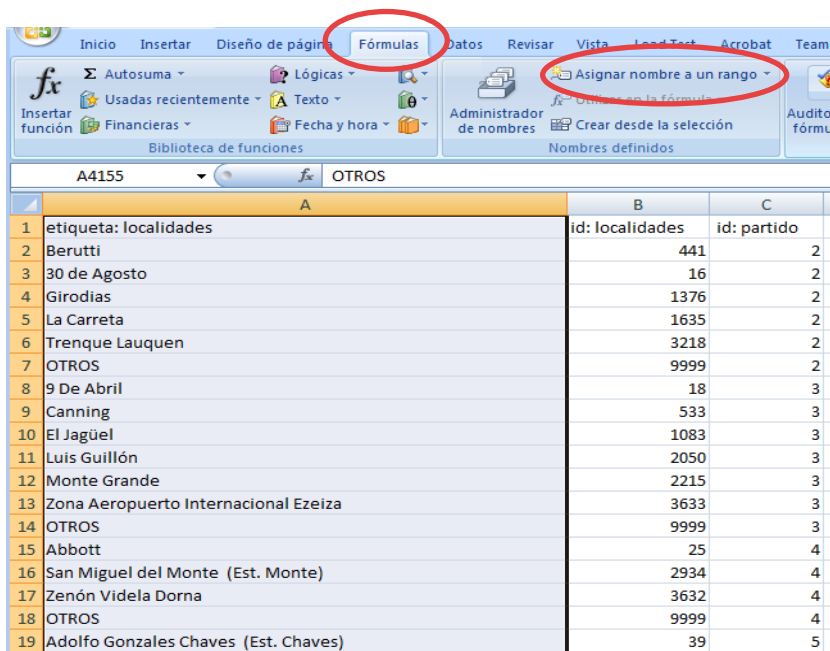 Inicio Insertar Diseño de página Fórmulas Datos Revisar Vista Load Test Acrobat Team
fx Σ Autosuma Lógicas Asignar nombre a un rango
Usadas recientemente A Texto Utilizar en la fórmula
Insertar función Financieras Fecha y hora Administrador de nombres Crear desde la selección
Biblioteca de funciones Nombres definidos
A4155 fx OTROS
A B C
1 etiqueta: localidades id: localidades id: partido
2 Berutti 441 2
3 30 de Agosto 16 2
4 Girodias 1376 2
5 La Carreta 1635 2
6 Trenque Lauquen 3218 2
7 OTROS 9999 2
8 9 De Abril 18 3
9 Canning 533 3
10 El Jagüel 1083 3
11 Luis Guillón 2050 3
12 Monte Grande 2215 3
13 Zona Aeropuerto Internacional Ezeiza 3633 3
14 OTROS 9999 3
15 Abbott 25 4
16 San Miguel del Monte (Est. Monte) 2934 4
17 Zenón Videla Dorna 3632 4
18 OTROS 9999 4
19 Adolfo Gonzales Chaves (Est. Chaves) 39 5